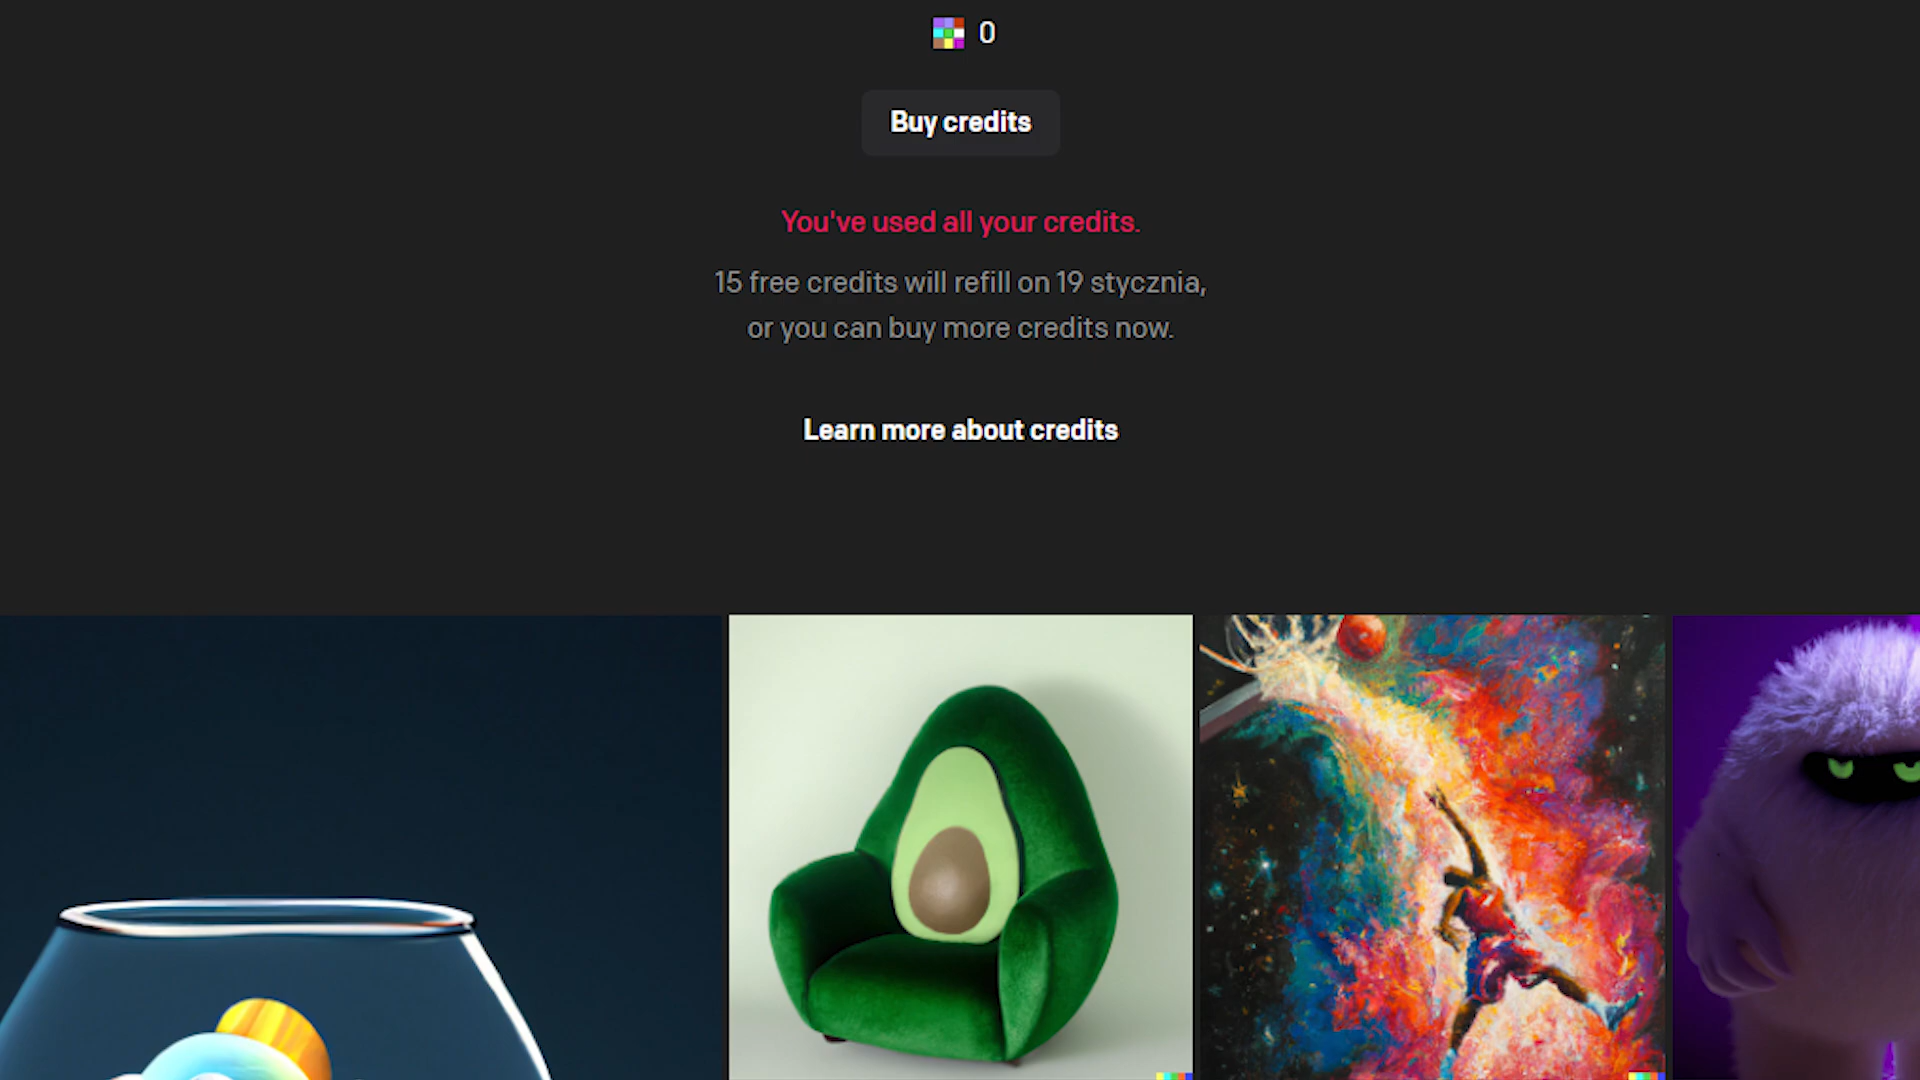 0
Buy credits
You've used all your credits.
15 free credits will refill on 19 stycznia,
or you can buy more credits now.
Learn more about credits